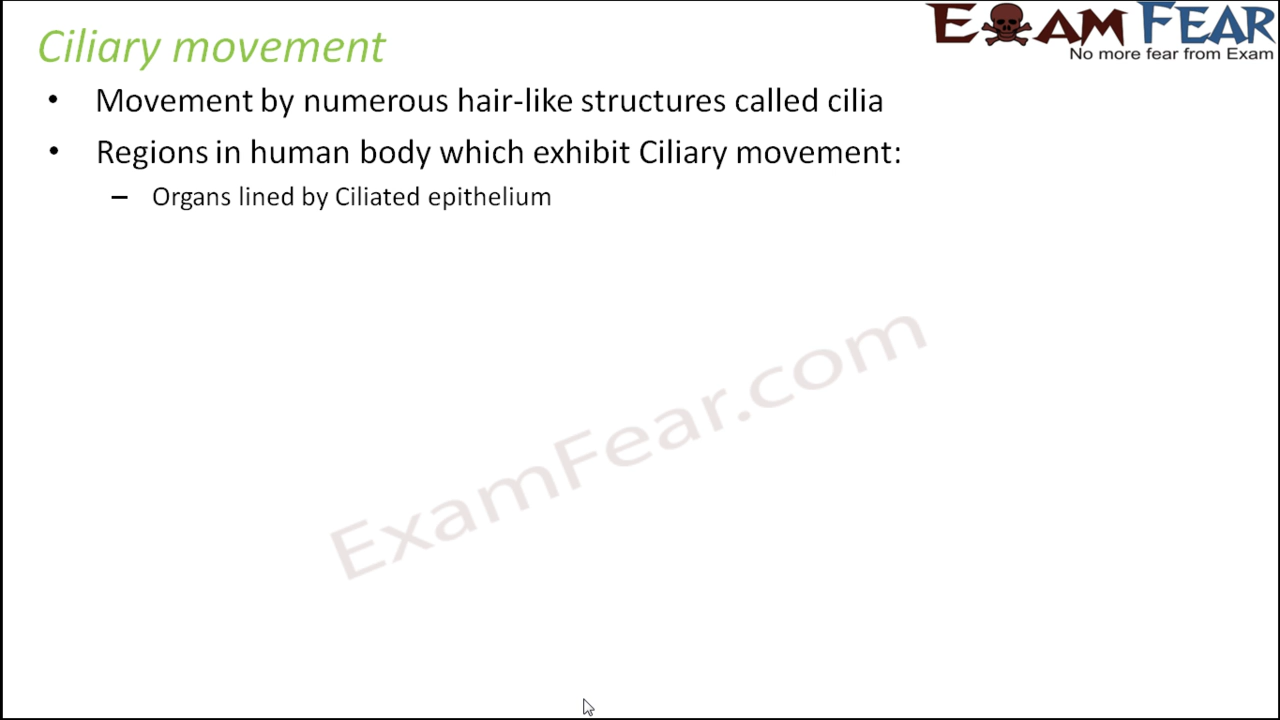 Ciliary movement
EXAM FEAR
No more fear from Exam
• Movement by numerous hair-like structures called cilia
• Regions in human body which exhibit Ciliary movement:
– Organs lined by Ciliated epithelium
ExamFear.com